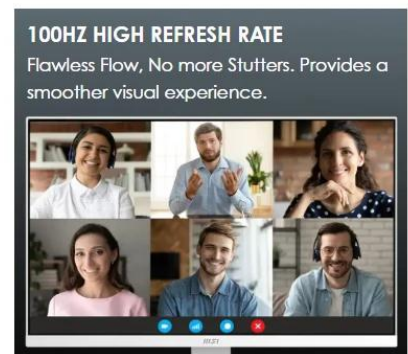 100HZ HIGH REFRESH RATE
Flawless Flow, No more Stutters. Provides a
smoother visual experience.